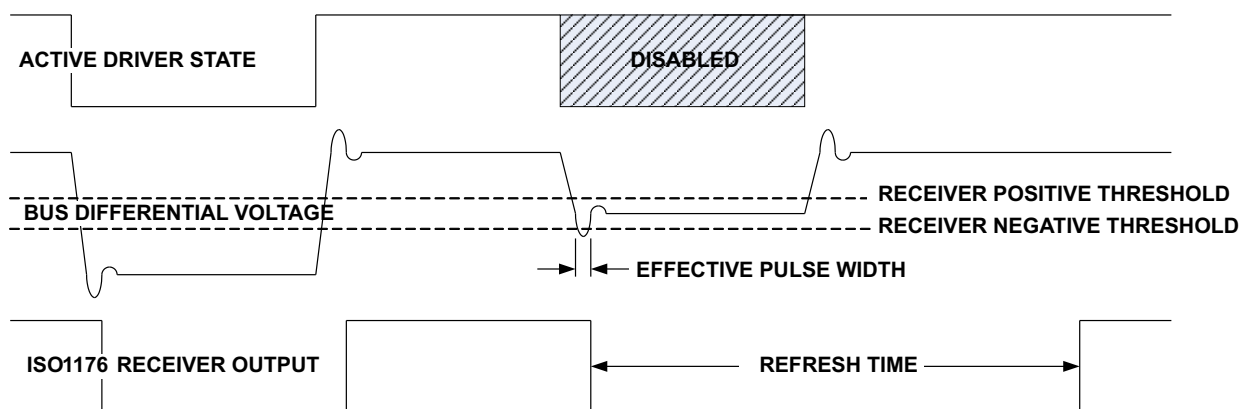 ACTIVE DRIVER STATE
DISABLED
RECEIVER POSITIVE THRESHOLD
BUS DIFFERENTIAL VOLTAGE
RECEIVER NEGATIVE THRESHOLD
EFFECTIVE PULSE WIDTH
ISO1176 RECEIVER OUTPUT
REFRESH TIME